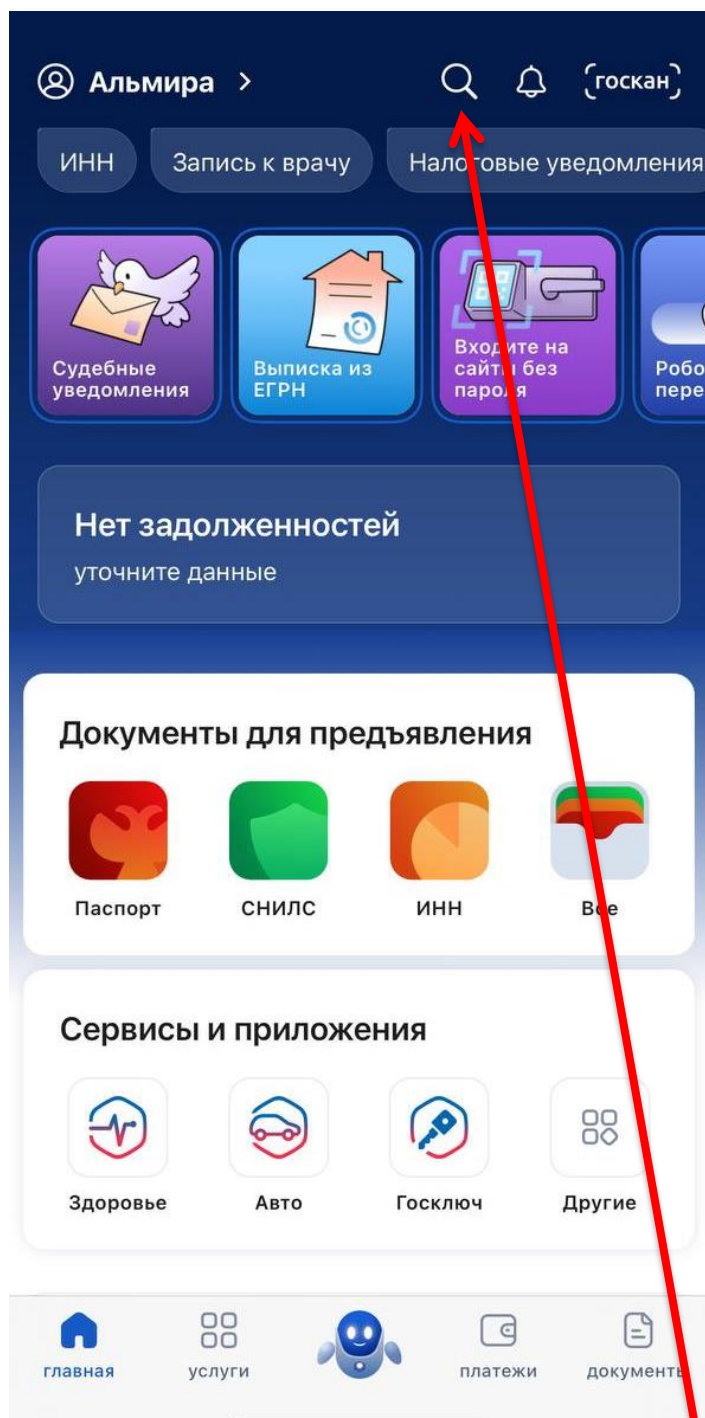 Альмира >
госкан
ИНН
Запись к врачу
Налоговые уведомления
Судебные
уведомления
Выписка из
ЕГРН
Входите на
сайты без
пароля
Робо
пере
Нет задолженностей
уточните данные
Документы для предъявления
Паспорт
СНИЛС
ИНН
Все
Сервисы и приложения
Здоровье
Авто
Госключ
Другие
главная
услуги
платежи
документы